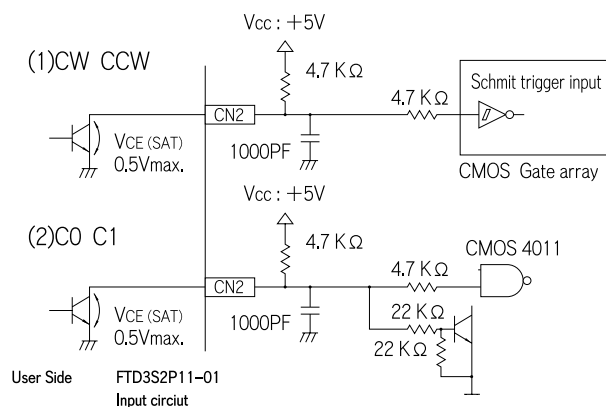 Vcc : +5V
(1)CW CCW
4.7 KΩ
4.7 KΩ
Schmit trigger input
CN2
VCE (SAT)
0.5Vmax.
1000PF
CMOS Gate array
Vcc : +5V
(2)C0 C1
4.7 KΩ
CMOS 4011
4.7 KΩ
CN2
VCE (SAT)
0.5Vmax.
1000PF
22 KΩ
22 KΩ
User Side FTD3S2P11-01
Input circiut